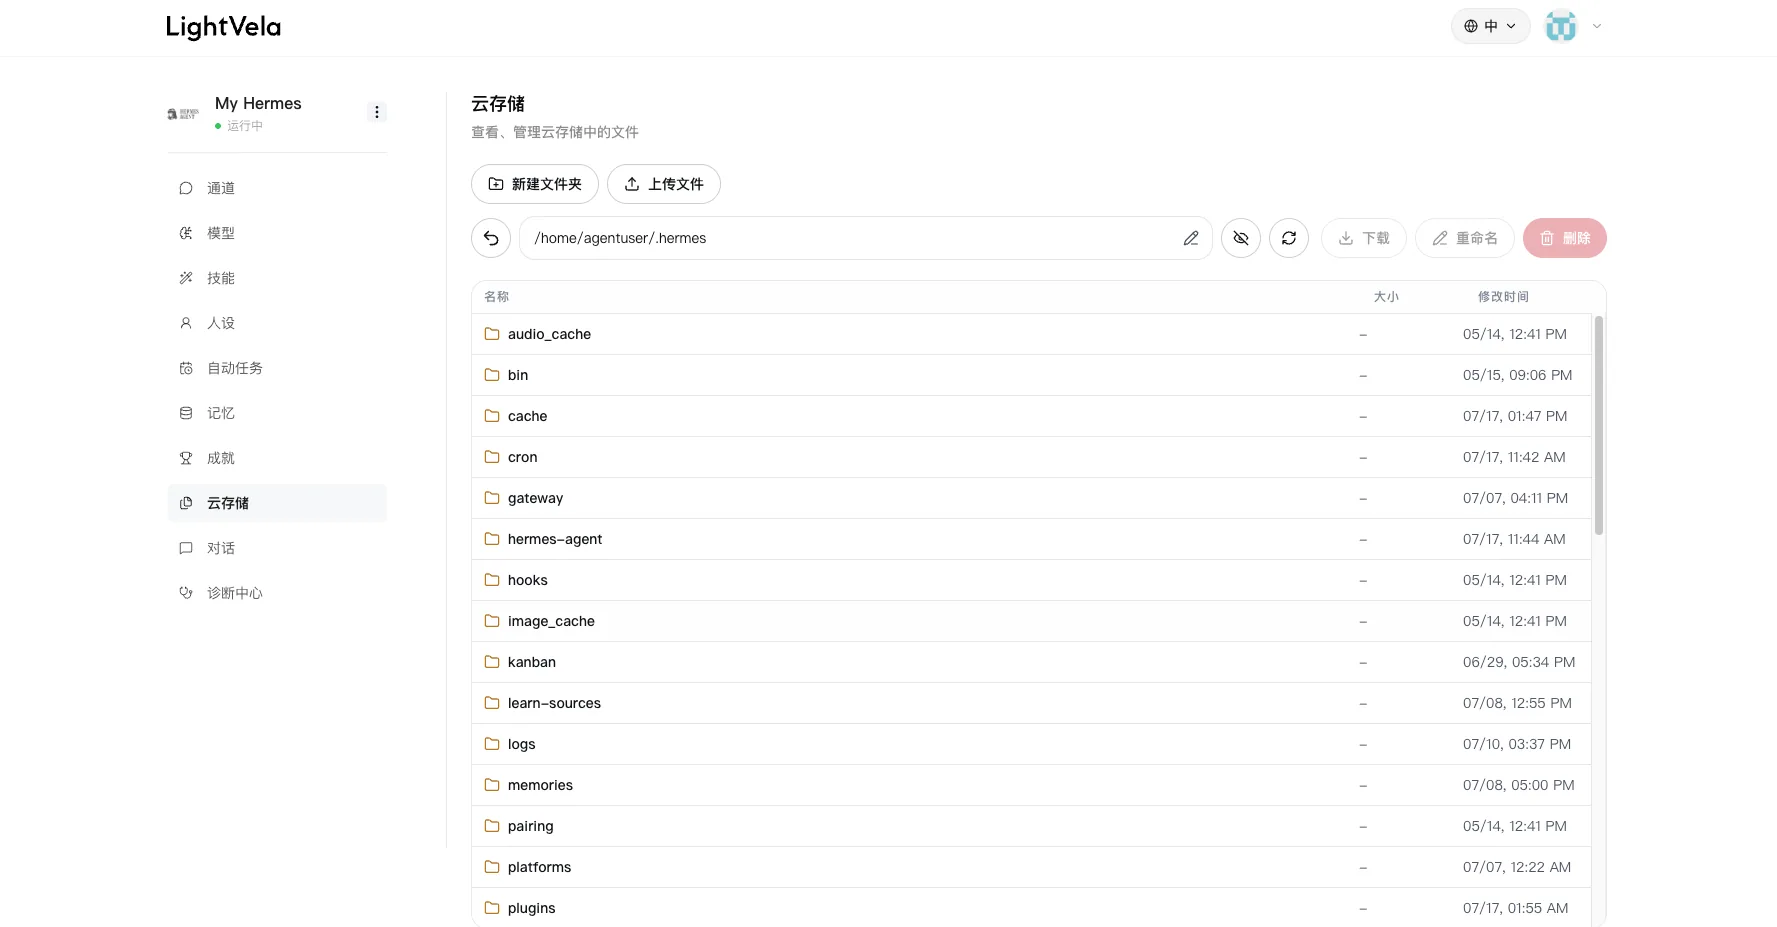 LightVela
中
My Hermes
运行中
HERMES
AGENT
通道
模型
技能
人设
自动任务
记忆
成就
云存储
对话
诊断中心
云存储
查看、管理云存储中的文件
新建文件夹 上传文件
/home/agentuser/.hermes 下载 重命名 删除
名称 大小 修改时间
audio_cache – 05/14, 12:41 PM
bin – 05/15, 09:06 PM
cache – 07/17, 01:47 PM
cron – 07/17, 11:42 AM
gateway – 07/07, 04:11 PM
hermes-agent – 07/17, 11:44 AM
hooks – 05/14, 12:41 PM
image_cache – 05/14, 12:41 PM
kanban – 06/29, 05:34 PM
learn-sources – 07/08, 12:55 PM
logs – 07/10, 03:37 PM
memories – 07/08, 05:00 PM
pairing – 05/14, 12:41 PM
platforms – 07/07, 12:22 AM
plugins – 07/17, 01:55 AM